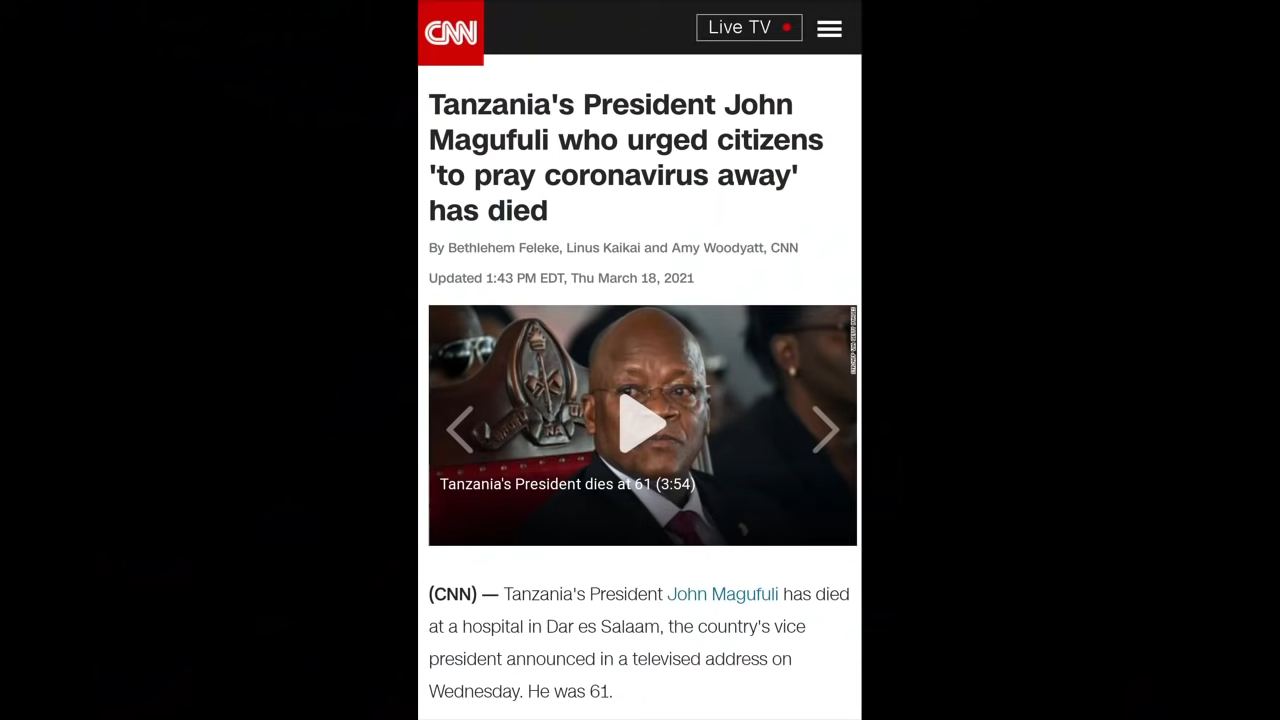 CNN
Live TV
Tanzania's President John
Magufuli who urged citizens
'to pray coronavirus away'
has died
By Bethlehem Feleke, Linus Kaikai and Amy Woodyatt, CNN
Updated 1:43 PM EDT, Thu March 18, 2021
Tanzania's President dies at 61 (3:54)
(CNN) — Tanzania's President John Magufuli has died
at a hospital in Dar es Salaam, the country's vice
president announced in a televised address on
Wednesday. He was 61.